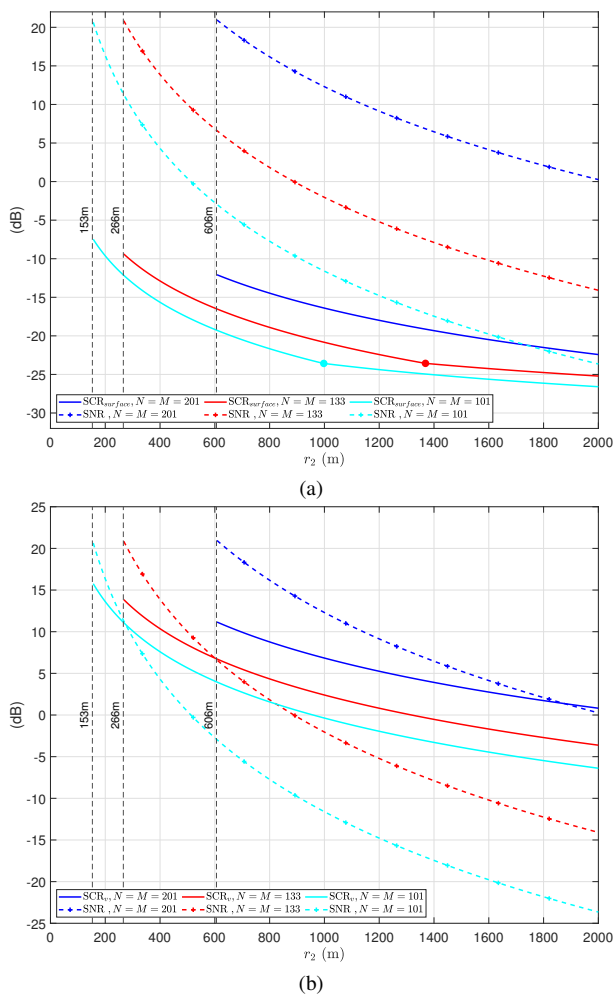 20
15
10
5
0
-5
-10
-15
-20
-25
-30
(dB)
153m
266m
606m
SCR_surface, N = M = 201
SCR_surface, N = M = 133
SCR_surface, N = M = 101
SNR , N = M = 201
SNR , N = M = 133
SNR , N = M = 101
0 200 400 600 800 1000 1200 1400 1600 1800 2000
r_2 (m)
(a)
25
20
15
10
5
0
-5
-10
-15
-20
-25
(dB)
153m
266m
606m
SCR_v, N = M = 201
SCR_v, N = M = 133
SCR_v, N = M = 101
SNR , N = M = 201
SNR , N = M = 133
SNR , N = M = 101
0 200 400 600 800 1000 1200 1400 1600 1800 2000
r_2 (m)
(b)